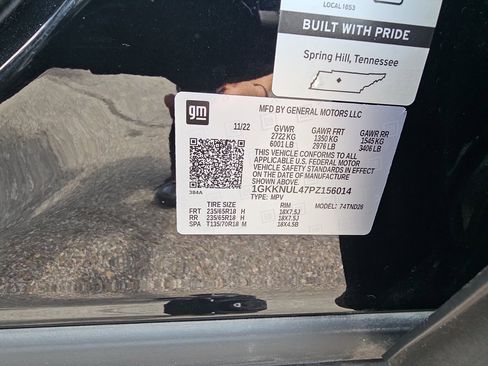 LOCAL 1853
BUILT WITH PRIDE
Spring Hill, Tennessee
gm
MFD BY GENERAL MOTORS LLC
11/22 GVWR GAWR FRT GAWR RR
2722 KG 1350 KG 1545 KG
6001 LB 2976 LB 3406 LB
THIS VEHICLE CONFORMS TO ALL
APPLICABLE U.S. FEDERAL MOTOR
VEHICLE SAFETY STANDARDS IN EFFECT
ON THE DATE OF MANUFACTURE
SHOWN ABOVE.
384A
1GKKNUL47PZ156014
TYPE: MPV MODEL: 74TND26
TIRE SIZE RIM
FRT 235/65R18 H 18X7.5J
RR 235/65R18 H 18X7.5J
SPA T135/70R18 M 18X4.5B